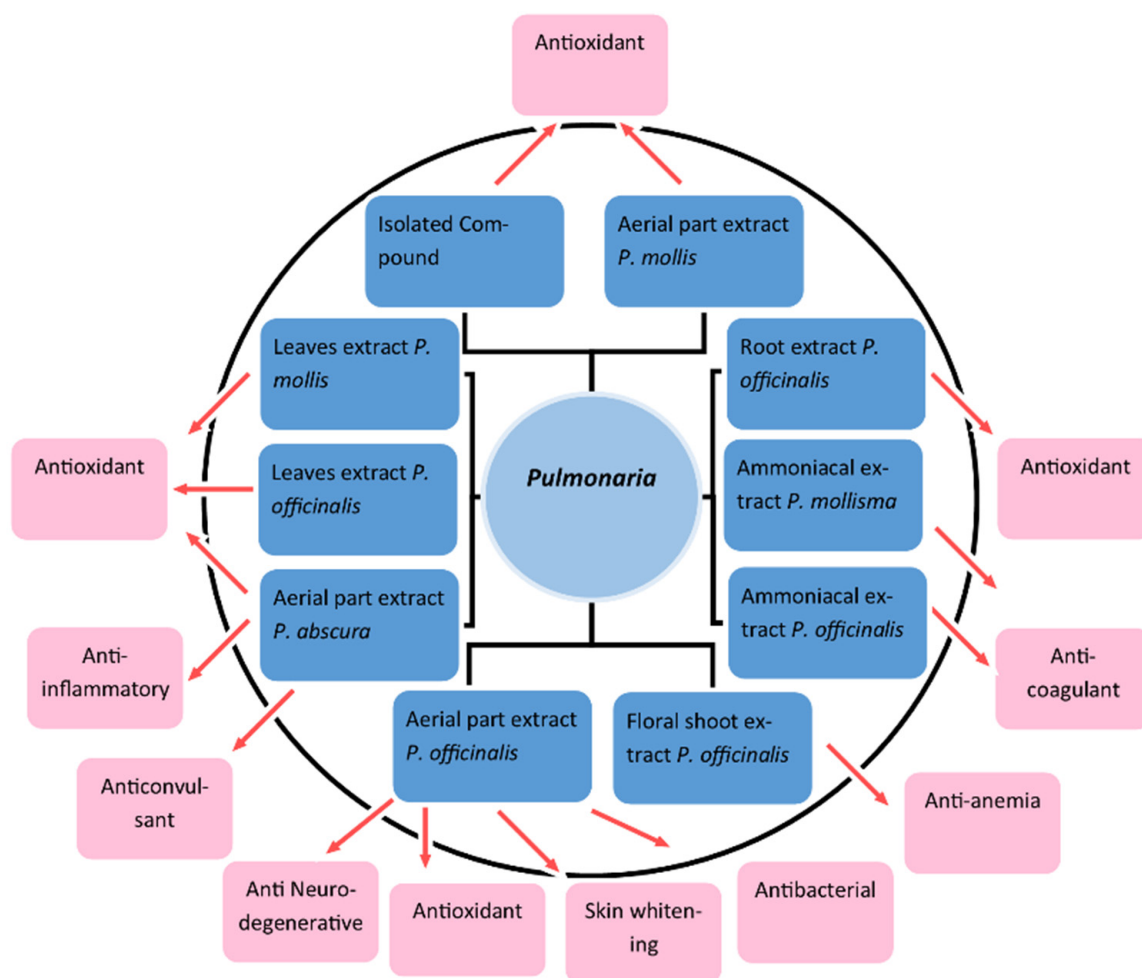 Antioxidant
Isolated Com-
pound
Aerial part extract
P. mollis
Leaves extract P.
mollis
Root extract P.
officinalis
Antioxidant
Leaves extract P.
officinalis
Pulmonaria
Ammoniacal ex-
tract P. mollisma
Antioxidant
Aerial part extract
P. abscura
Ammoniacal ex-
tract P. officinalis
Anti-
inflammatory
Anti-
coagulant
Aerial part extract
P. officinalis
Floral shoot ex-
tract P. officinalis
Anticonvul-
sant
Anti-anemia
Anti Neuro-
degenerative
Antioxidant
Skin whiten-
ing
Antibacterial